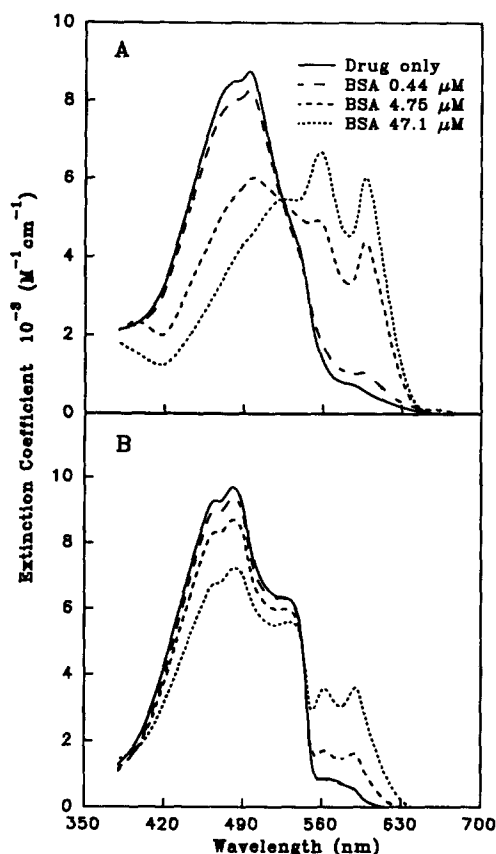 10
A
Drug only
BSA 0.44 μM
BSA 4.75 μM
BSA 47.1 μM
8
6
4
2
0
B
10
8
6
4
2
0
350 420 490 560 630 700
Wavelength (nm)
Extinction Coefficient 10⁻³ (M⁻¹cm⁻¹)